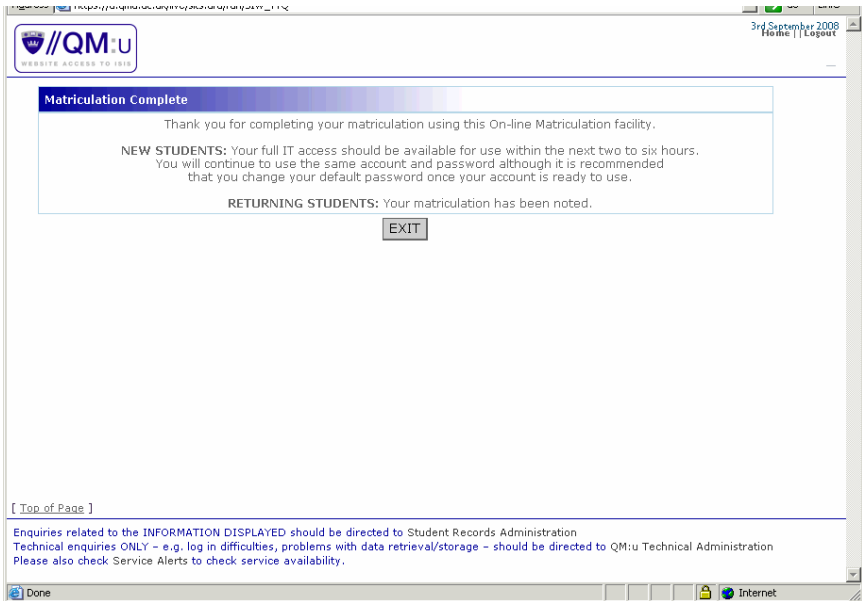 3rd September 2008
Home | | Logout
//QM:u
WEBSITE ACCESS TO ISIS
Matriculation Complete
Thank you for completing your matriculation using this On-line Matriculation facility.
NEW STUDENTS: Your full IT access should be available for use within the next two to six hours.
You will continue to use the same account and password although it is recommended
that you change your default password once your account is ready to use.
RETURNING STUDENTS: Your matriculation has been noted.
EXIT
[ Top of Page ]
Enquiries related to the INFORMATION DISPLAYED should be directed to Student Records Administration
Technical enquiries ONLY – e.g. log in difficulties, problems with data retrieval/storage – should be directed to QM:u Technical Administration
Please also check Service Alerts to check service availability.
Done
Internet